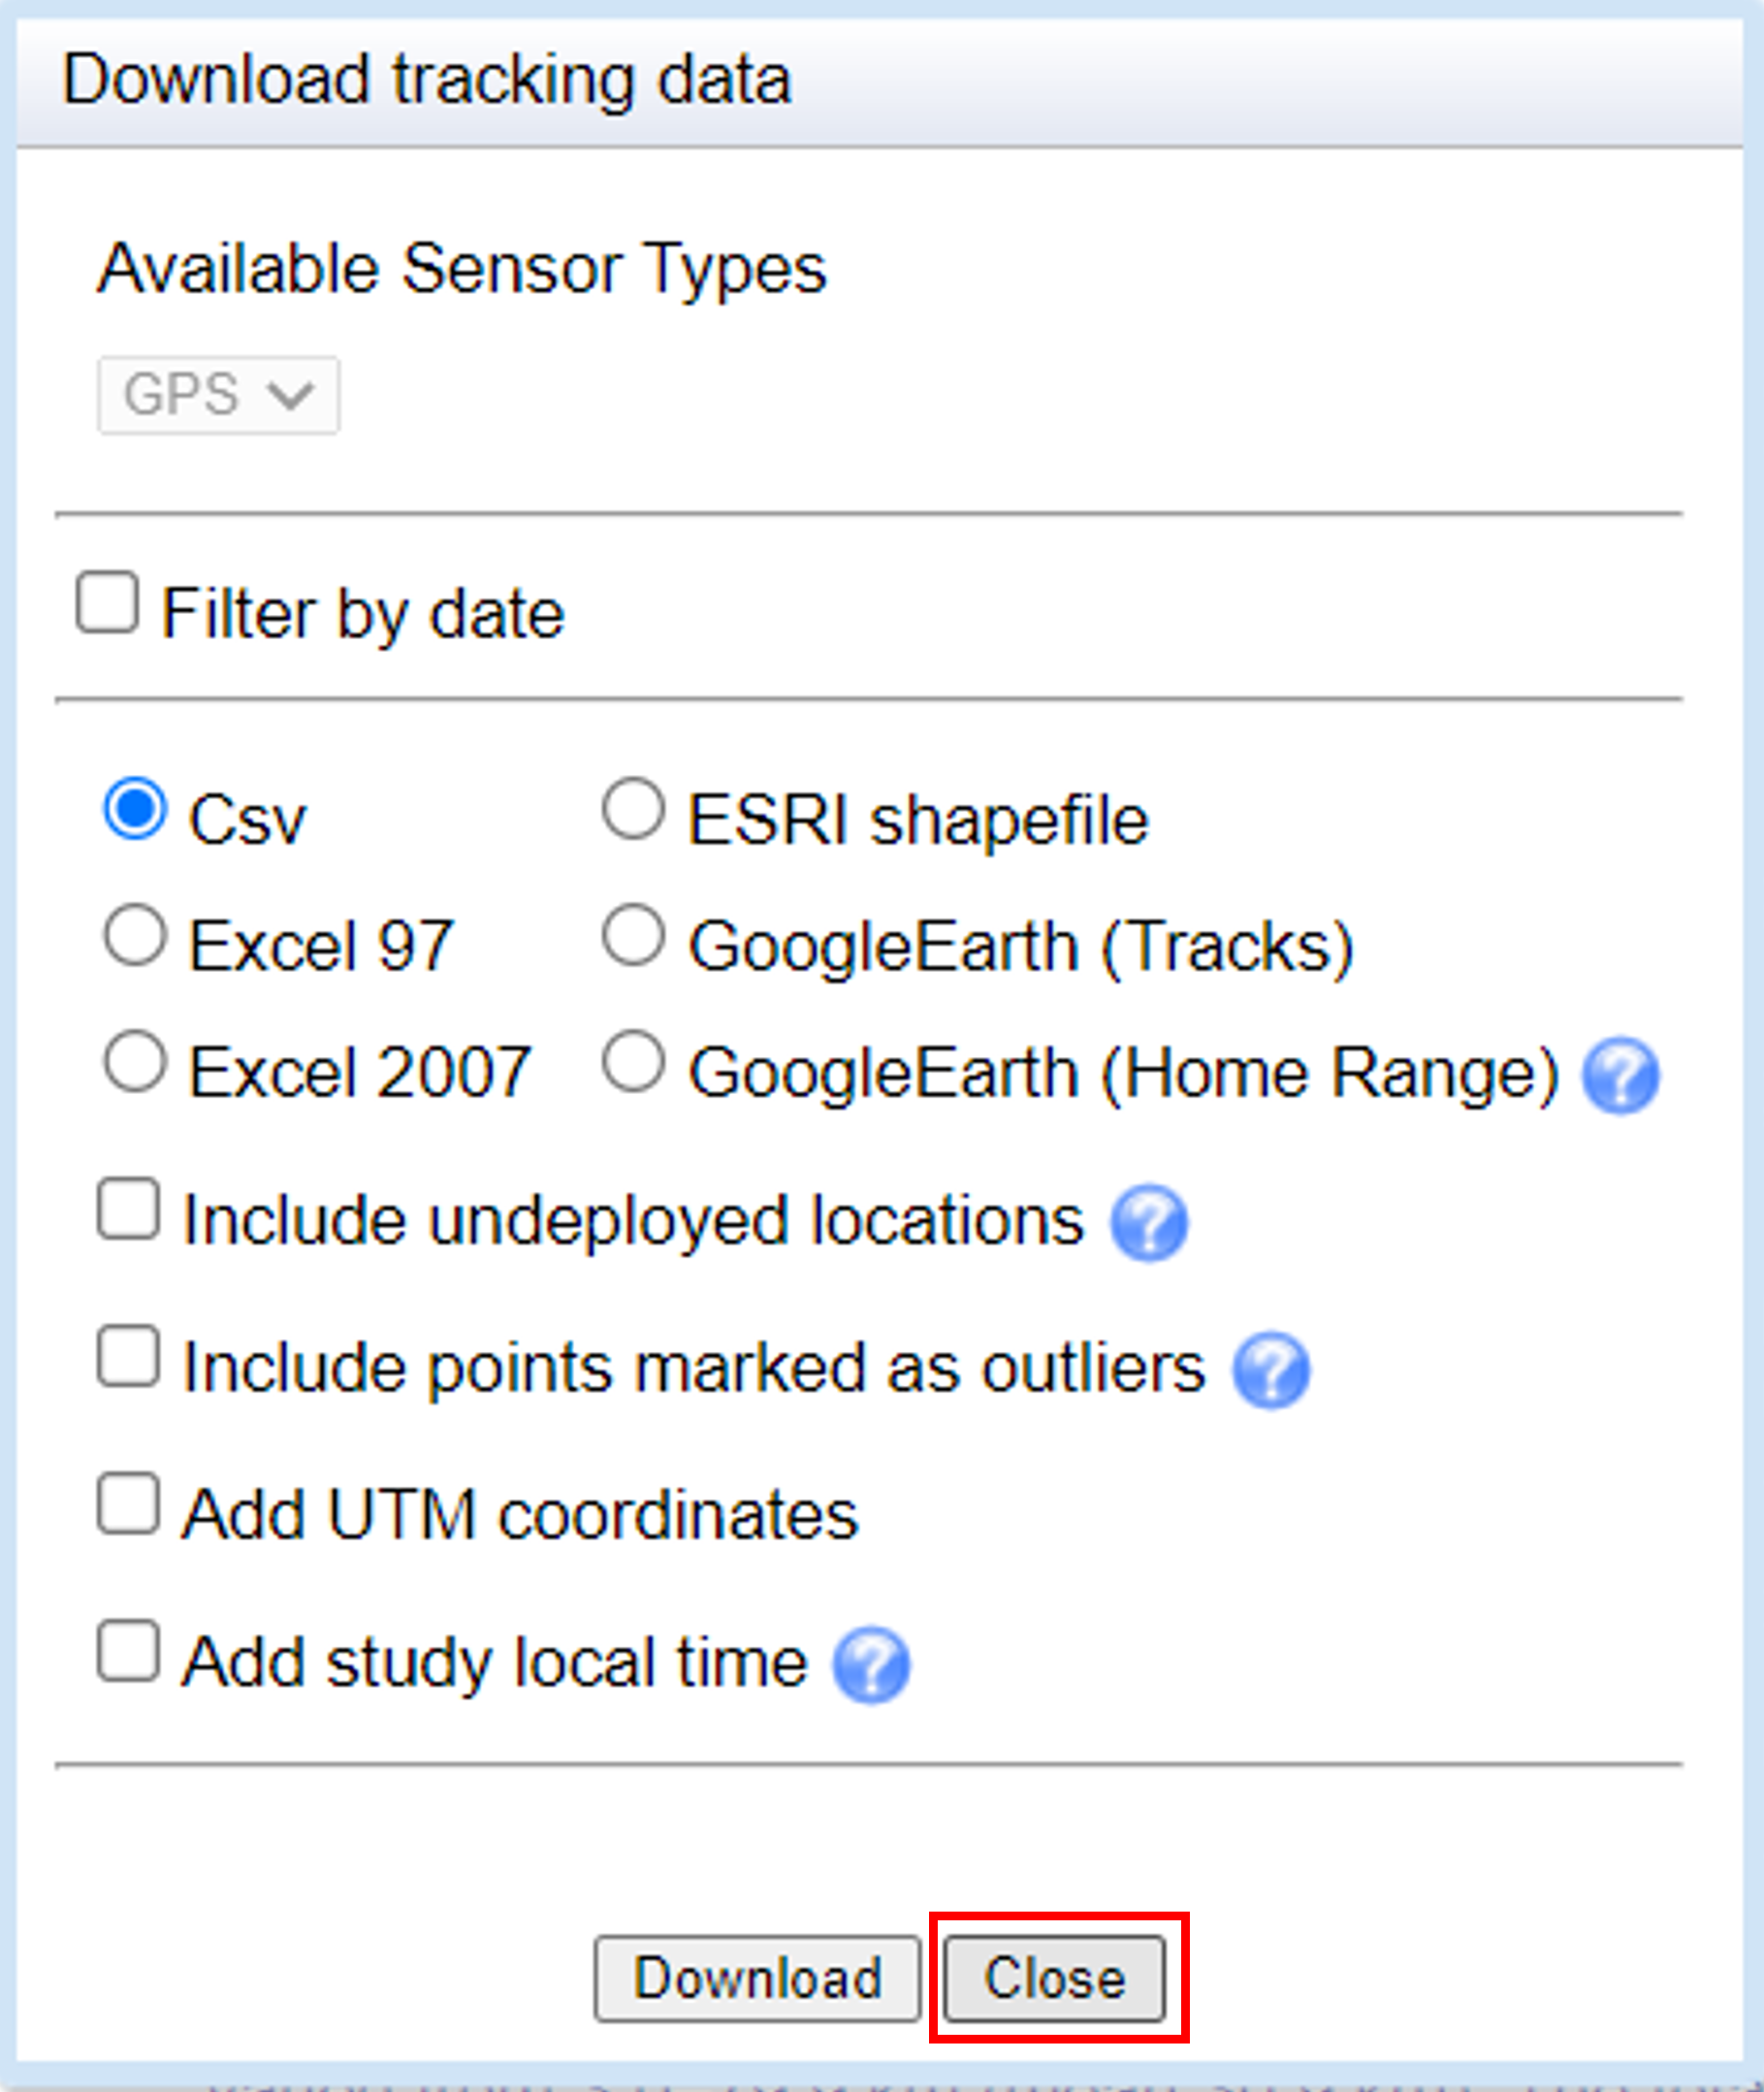 Download tracking data
Available Sensor Types
GPS
Filter by date
Csv ESRI shapefile
Excel 97 GoogleEarth (Tracks)
Excel 2007 GoogleEarth (Home Range) ?
Include undeployed locations ?
Include points marked as outliers ?
Add UTM coordinates
Add study local time ?
Download Close